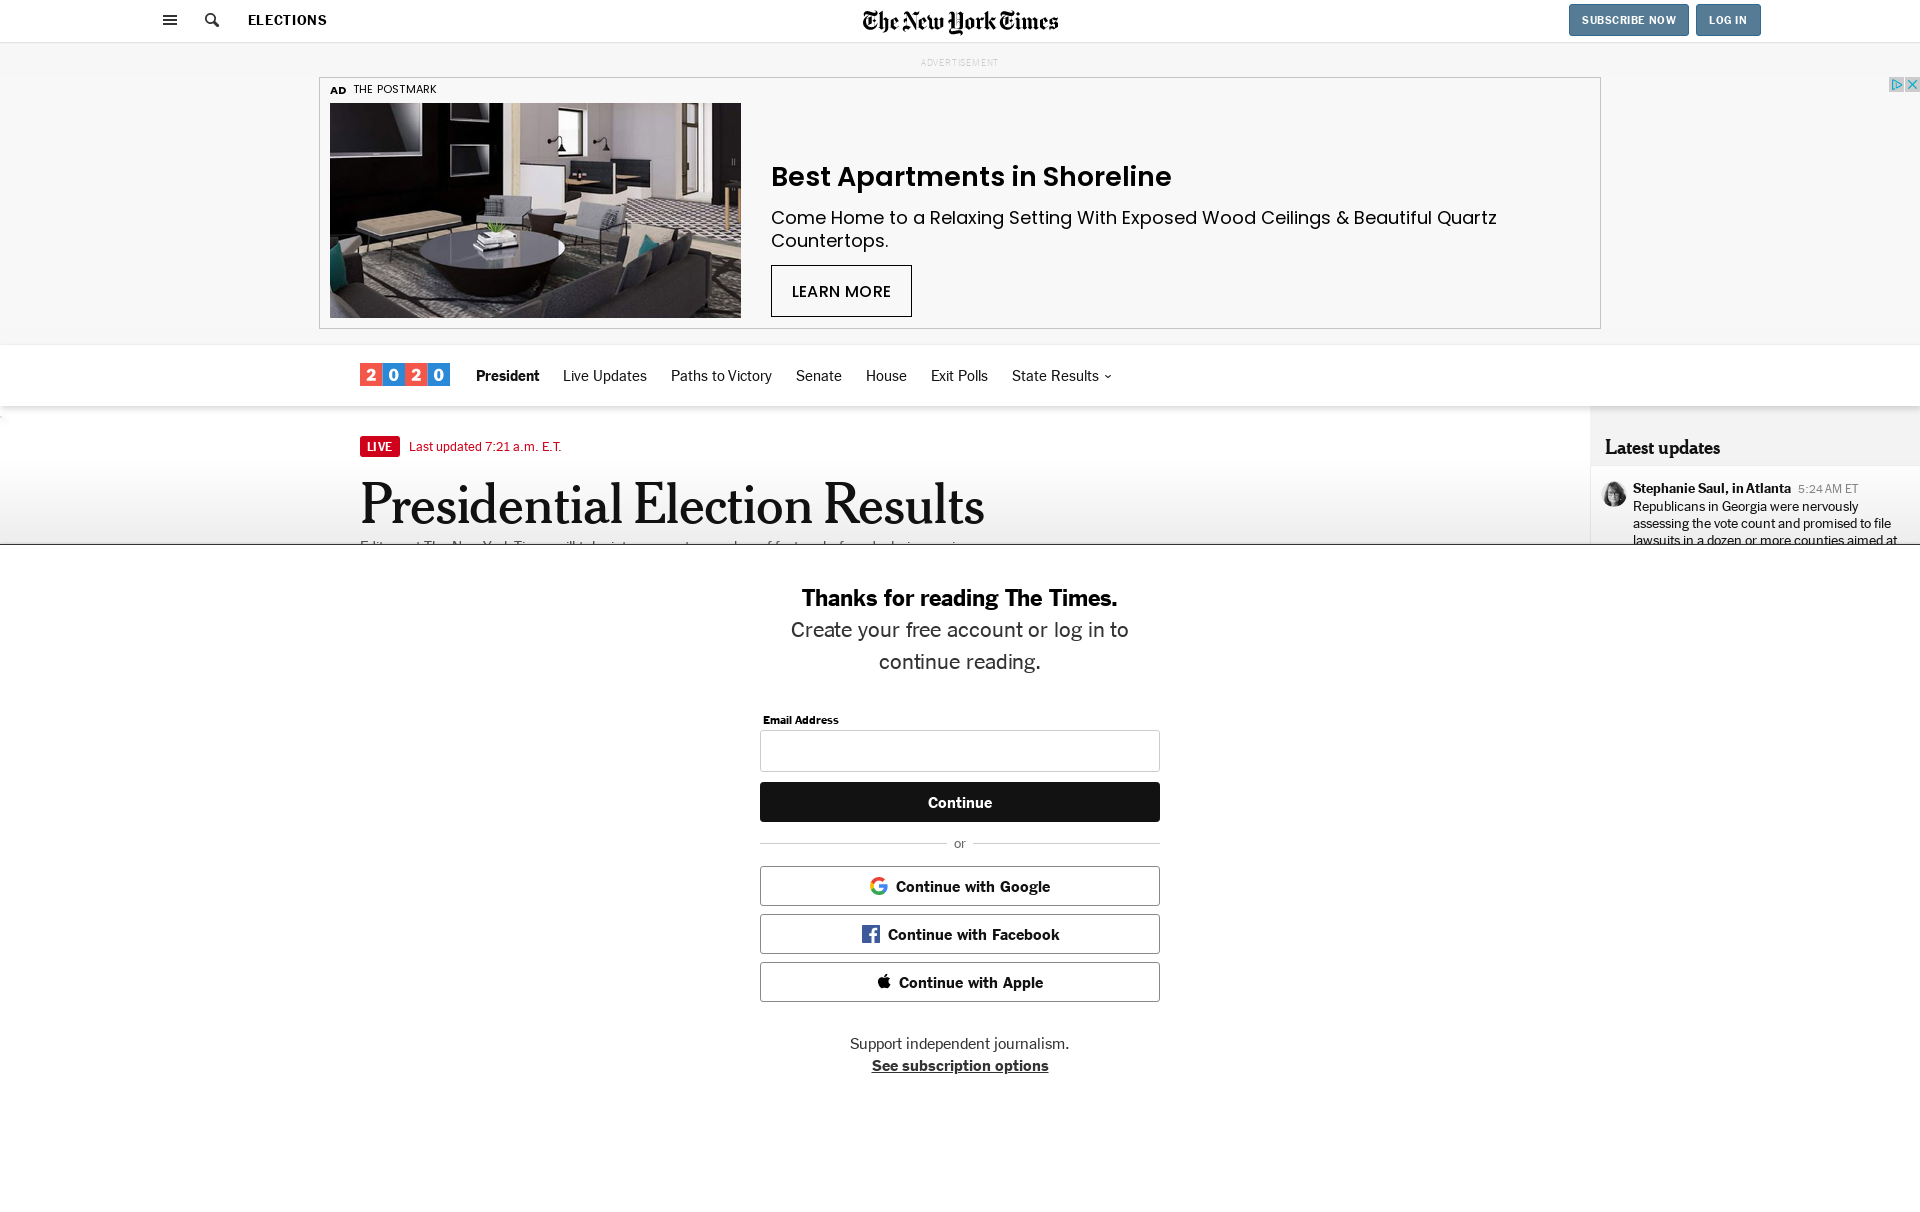 ELECTIONS
The New York Times
SUBSCRIBE NOW
LOG IN
ADVERTISEMENT
AD THE POSTMARK
Best Apartments in Shoreline
Come Home to a Relaxing Setting With Exposed Wood Ceilings & Beautiful Quartz
Countertops.
LEARN MORE
2020
President
Live Updates
Paths to Victory
Senate
House
Exit Polls
State Results
LIVE Last updated 7:21 a.m. E.T.
Presidential Election Results
Latest updates
Stephanie Saul, in Atlanta 5:24 AM ET
Republicans in Georgia were nervously
assessing the vote count and promised to file
lawsuits in a dozen or more counties aimed at
Thanks for reading The Times.
Create your free account or log in to
continue reading.
Email Address
Continue
or
Continue with Google
Continue with Facebook
Continue with Apple
Support independent journalism.
See subscription options